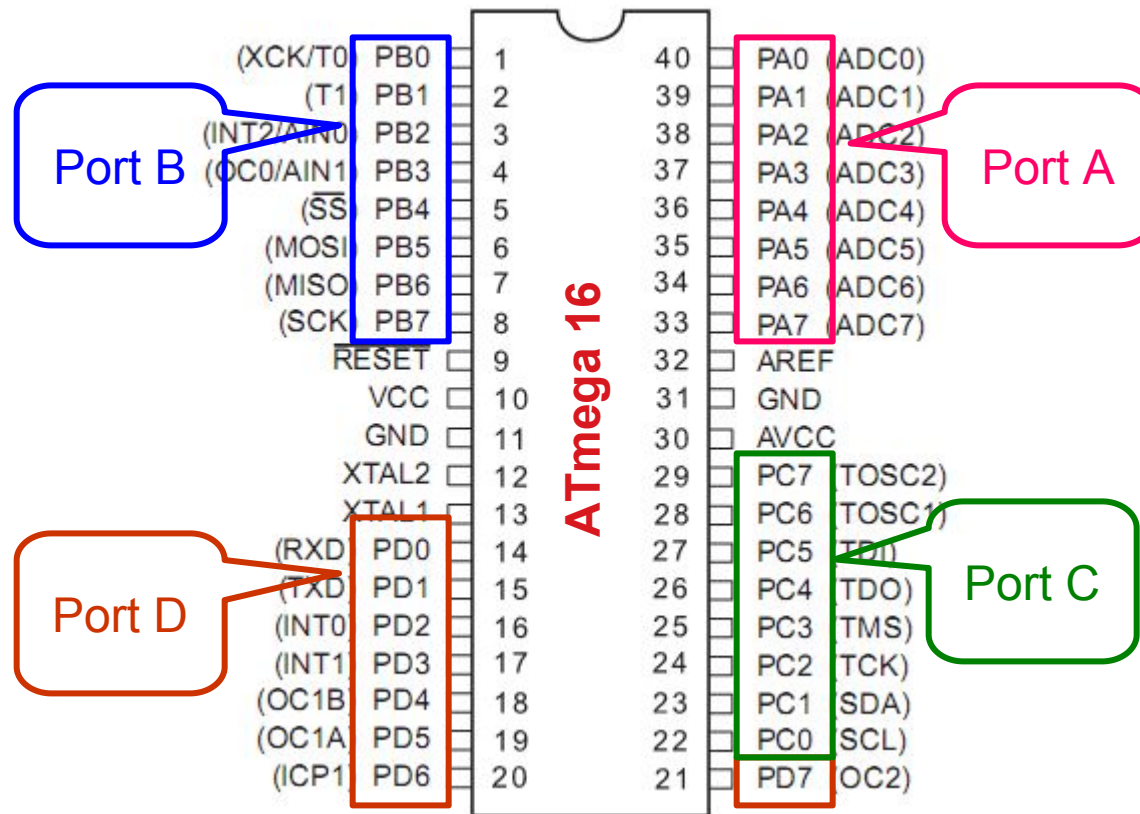 (XCK/T0) PB0 1 40 PA0 (ADC0)
(T1) PB1 2 39 PA1 (ADC1)
(INT2/AIN0) PB2 3 38 PA2 (ADC2)
Port B
Port A
(OC0/AIN1) PB3 4 37 PA3 (ADC3)
(SS) PB4 5 36 PA4 (ADC4)
(MOSI) PB5 6 35 PA5 (ADC5)
(MISO) PB6 7 34 PA6 (ADC6)
(SCK) PB7 8 33 PA7 (ADC7)
RESET 9 32 AREF
VCC 10 31 GND
GND 11 30 AVCC
ATmega 16
XTAL2 12 29 PC7 (TOSC2)
XTAL1 13 28 PC6 (TOSC1)
(RXD) PD0 14 27 PC5 (TDI)
(TXD) PD1 15 26 PC4 (TDO)
Port D
Port C
(INT0) PD2 16 25 PC3 (TMS)
(INT1) PD3 17 24 PC2 (TCK)
(OC1B) PD4 18 23 PC1 (SDA)
(OC1A) PD5 19 22 PC0 (SCL)
(ICP1) PD6 20 21 PD7 (OC2)